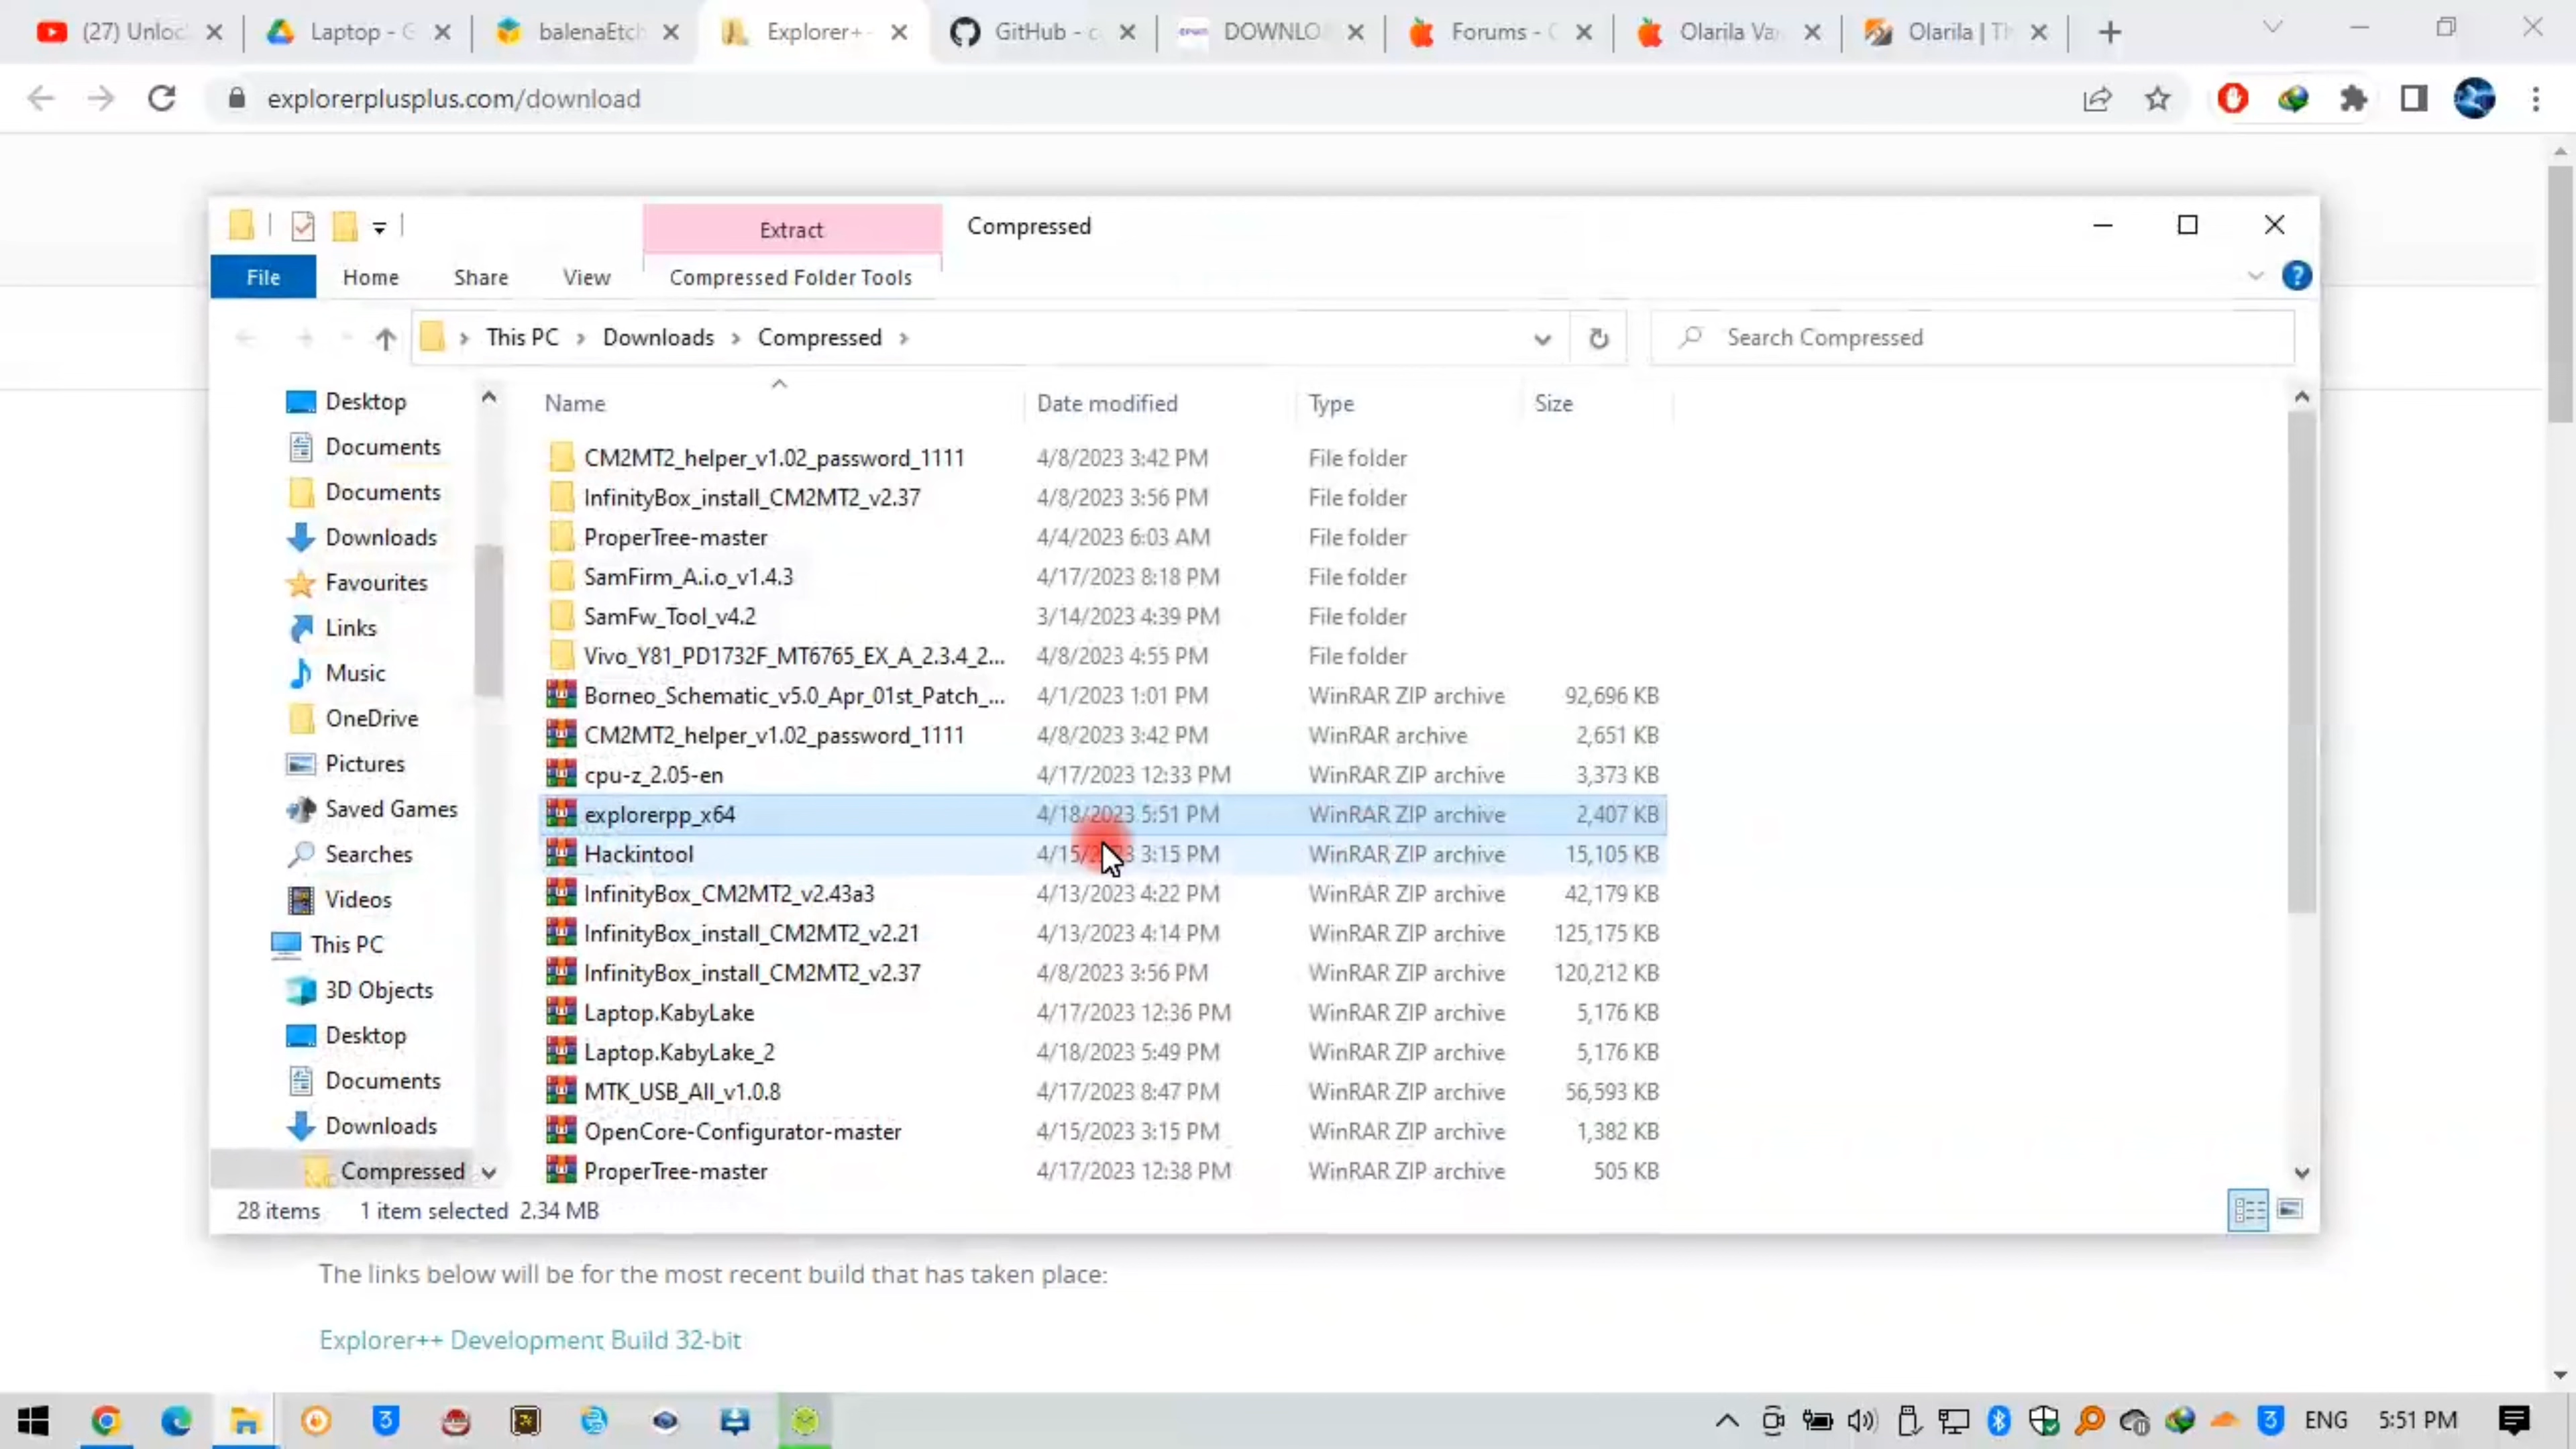 (27) Unloc Laptop - G balenaEtch Explorer+ - GitHub - c DOWNLO Forums - Olarila Va Olarila | Th
explorerplusplus.com/download
Extract Compressed
File Home Share View Compressed Folder Tools
This PC Downloads Compressed Search Compressed
Name Date modified Type Size
Desktop
Documents
Documents
Downloads
Favourites
Links
Music
OneDrive
Pictures
Saved Games
Searches
Videos
This PC
3D Objects
Desktop
Documents
Downloads
Compressed
CM2MT2_helper_v1.02_password_1111 4/8/2023 3:42 PM File folder
InfinityBox_install_CM2MT2_v2.37 4/8/2023 3:56 PM File folder
ProperTree-master 4/4/2023 6:03 AM File folder
SamFirm_A.i.o_v1.4.3 4/17/2023 8:18 PM File folder
SamFw_Tool_v4.2 3/14/2023 4:39 PM File folder
Vivo_Y81_PD1732F_MT6765_EX_A_2.3.4_2... 4/8/2023 4:55 PM File folder
Borneo_Schematic_v5.0_Apr_01st_Patch_... 4/1/2023 1:01 PM WinRAR ZIP archive 92,696 KB
CM2MT2_helper_v1.02_password_1111 4/8/2023 3:42 PM WinRAR archive 2,651 KB
cpu-z_2.05-en 4/17/2023 12:33 PM WinRAR ZIP archive 3,373 KB
explorerpp_x64 4/18/2023 5:51 PM WinRAR ZIP archive 2,407 KB
Hackintool 4/15/2023 3:15 PM WinRAR ZIP archive 15,105 KB
InfinityBox_CM2MT2_v2.43a3 4/13/2023 4:22 PM WinRAR ZIP archive 42,179 KB
InfinityBox_install_CM2MT2_v2.21 4/13/2023 4:14 PM WinRAR ZIP archive 125,175 KB
InfinityBox_install_CM2MT2_v2.37 4/8/2023 3:56 PM WinRAR ZIP archive 120,212 KB
Laptop.KabyLake 4/17/2023 12:36 PM WinRAR ZIP archive 5,176 KB
Laptop.KabyLake_2 4/18/2023 5:49 PM WinRAR ZIP archive 5,176 KB
MTK_USB_All_v1.0.8 4/17/2023 8:47 PM WinRAR ZIP archive 56,593 KB
OpenCore-Configurator-master 4/15/2023 3:15 PM WinRAR ZIP archive 1,382 KB
ProperTree-master 4/17/2023 12:38 PM WinRAR ZIP archive 505 KB
28 items 1 item selected 2.34 MB
The links below will be for the most recent build that has taken place:
Explorer++ Development Build 32-bit
ENG 5:51 PM